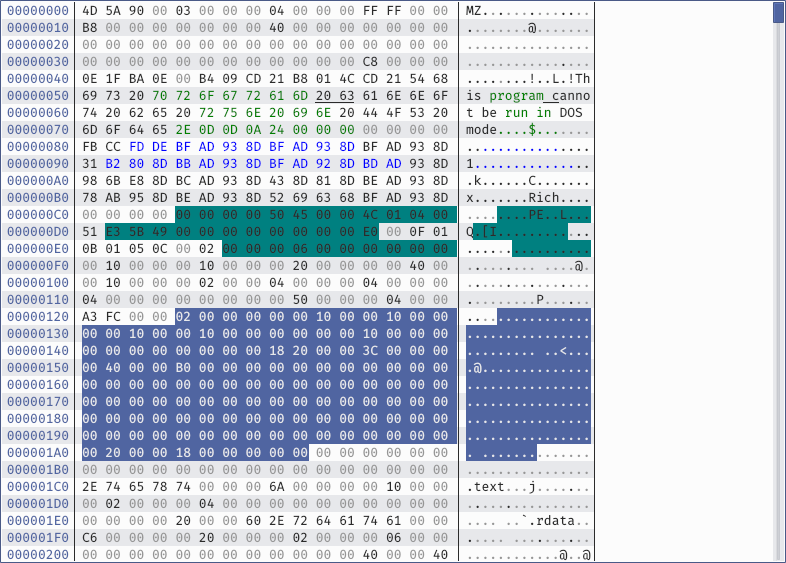 00000000 4D 5A 90 00 03 00 00 00 04 00 00 00 FF FF 00 00 MZ..............
00000010 B8 00 00 00 00 00 00 00 40 00 00 00 00 00 00 00 ........@.......
00000020 00 00 00 00 00 00 00 00 00 00 00 00 00 00 00 00 ................
00000030 00 00 00 00 00 00 00 00 00 00 00 00 C8 00 00 00 ................
00000040 0E 1F BA 0E 00 B4 09 CD 21 B8 01 4C CD 21 54 68 ........!..L.!Th
00000050 69 73 20 70 72 6F 67 72 61 6D 20 63 61 6E 6E 6F is program canno
00000060 74 20 62 65 20 72 75 6E 20 69 6E 20 44 4F 53 20 t be run in DOS
00000070 6D 6F 64 65 2E 0D 0D 0A 24 00 00 00 00 00 00 00 mode....$.......
00000080 FB CC FD DE BF AD 93 8D BF AD 93 8D BF AD 93 8D ................
00000090 31 B2 80 8D BB AD 93 8D BF AD 92 8D BD AD 93 8D 1...............
000000A0 98 6B BE 8D BC AD 93 8D 43 8D 81 8D BE AD 93 8D .k......C.......
000000B0 78 AB 95 8D BE AD 93 8D 52 69 63 68 BF AD 93 8D x.......Rich....
000000C0 00 00 00 00 00 00 00 00 50 45 00 00 4C 01 04 00 ........PE..L...
000000D0 51 E3 5B 49 00 00 00 00 00 00 00 00 E0 00 0F 01 Q.[I............
000000E0 0B 01 05 0C 00 02 00 00 00 06 00 00 00 00 00 00 ................
000000F0 00 10 00 00 00 10 00 00 00 20 00 00 00 00 40 00 ......... ....@.
00000100 00 10 00 00 00 02 00 00 04 00 00 00 04 00 00 00 ................
00000110 04 00 00 00 00 00 00 00 00 50 00 00 00 04 00 00 .........P......
00000120 A3 FC 00 00 02 00 00 00 00 00 10 00 00 10 00 00 ................
00000130 00 00 10 00 00 10 00 00 00 00 00 00 10 00 00 00 ................
00000140 00 00 00 00 00 00 00 00 18 20 00 00 3C 00 00 00 ......... ..<...
00000150 00 40 00 00 B0 00 00 00 00 00 00 00 00 00 00 00 .@..............
00000160 00 00 00 00 00 00 00 00 00 00 00 00 00 00 00 00 ................
00000170 00 00 00 00 00 00 00 00 00 00 00 00 00 00 00 00 ................
00000180 00 00 00 00 00 00 00 00 00 00 00 00 00 00 00 00 ................
00000190 00 00 00 00 00 00 00 00 00 00 00 00 00 00 00 00 ................
000001A0 00 20 00 00 18 00 00 00 00 00 00 00 00 00 00 00 . ..............
000001B0 00 00 00 00 00 00 00 00 00 00 00 00 00 00 00 00 ................
000001C0 2E 74 65 78 74 00 00 00 6A 00 00 00 00 10 00 00 .text...j.......
000001D0 00 02 00 00 00 04 00 00 00 00 00 00 00 00 00 00 ................
000001E0 00 00 00 00 20 00 00 60 2E 72 64 61 74 61 00 00 .... ..`.rdata..
000001F0 C6 00 00 00 00 20 00 00 00 02 00 00 00 06 00 00 ..... ..........
00000200 00 00 00 00 00 00 00 00 00 00 00 00 40 00 00 40 ............@..@